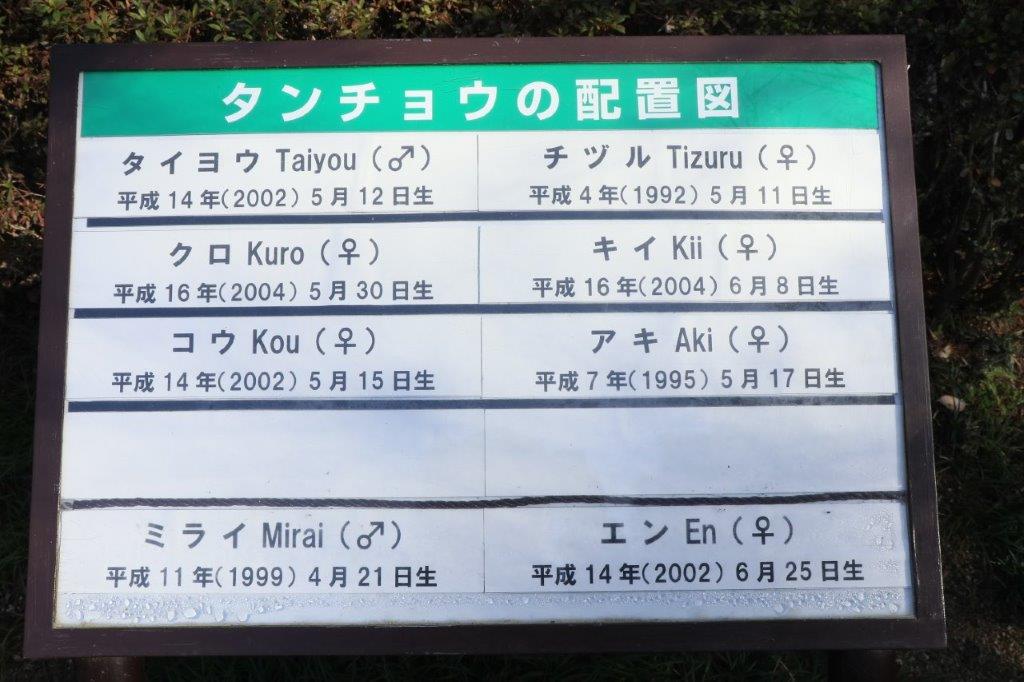 タンチョウの配置図
タイヨウ Taiyou (♂)
平成 14 年(2002) 5 月 12 日生
チヅル Tizuru (♀)
平成 4 年(1992) 5 月 11 日生
クロ Kuro (♀)
平成 16 年(2004) 5 月 30 日生
キイ Kii (♀)
平成 16 年(2004) 6 月 8 日生
コウ Kou (♀)
平成 14 年(2002) 5 月 15 日生
アキ Aki (♀)
平成 7 年(1995) 5 月 17 日生
ミライ Mirai (♂)
平成 11 年(1999) 4 月 21 日生
エン En (♀)
平成 14 年(2002) 6 月 25 日生